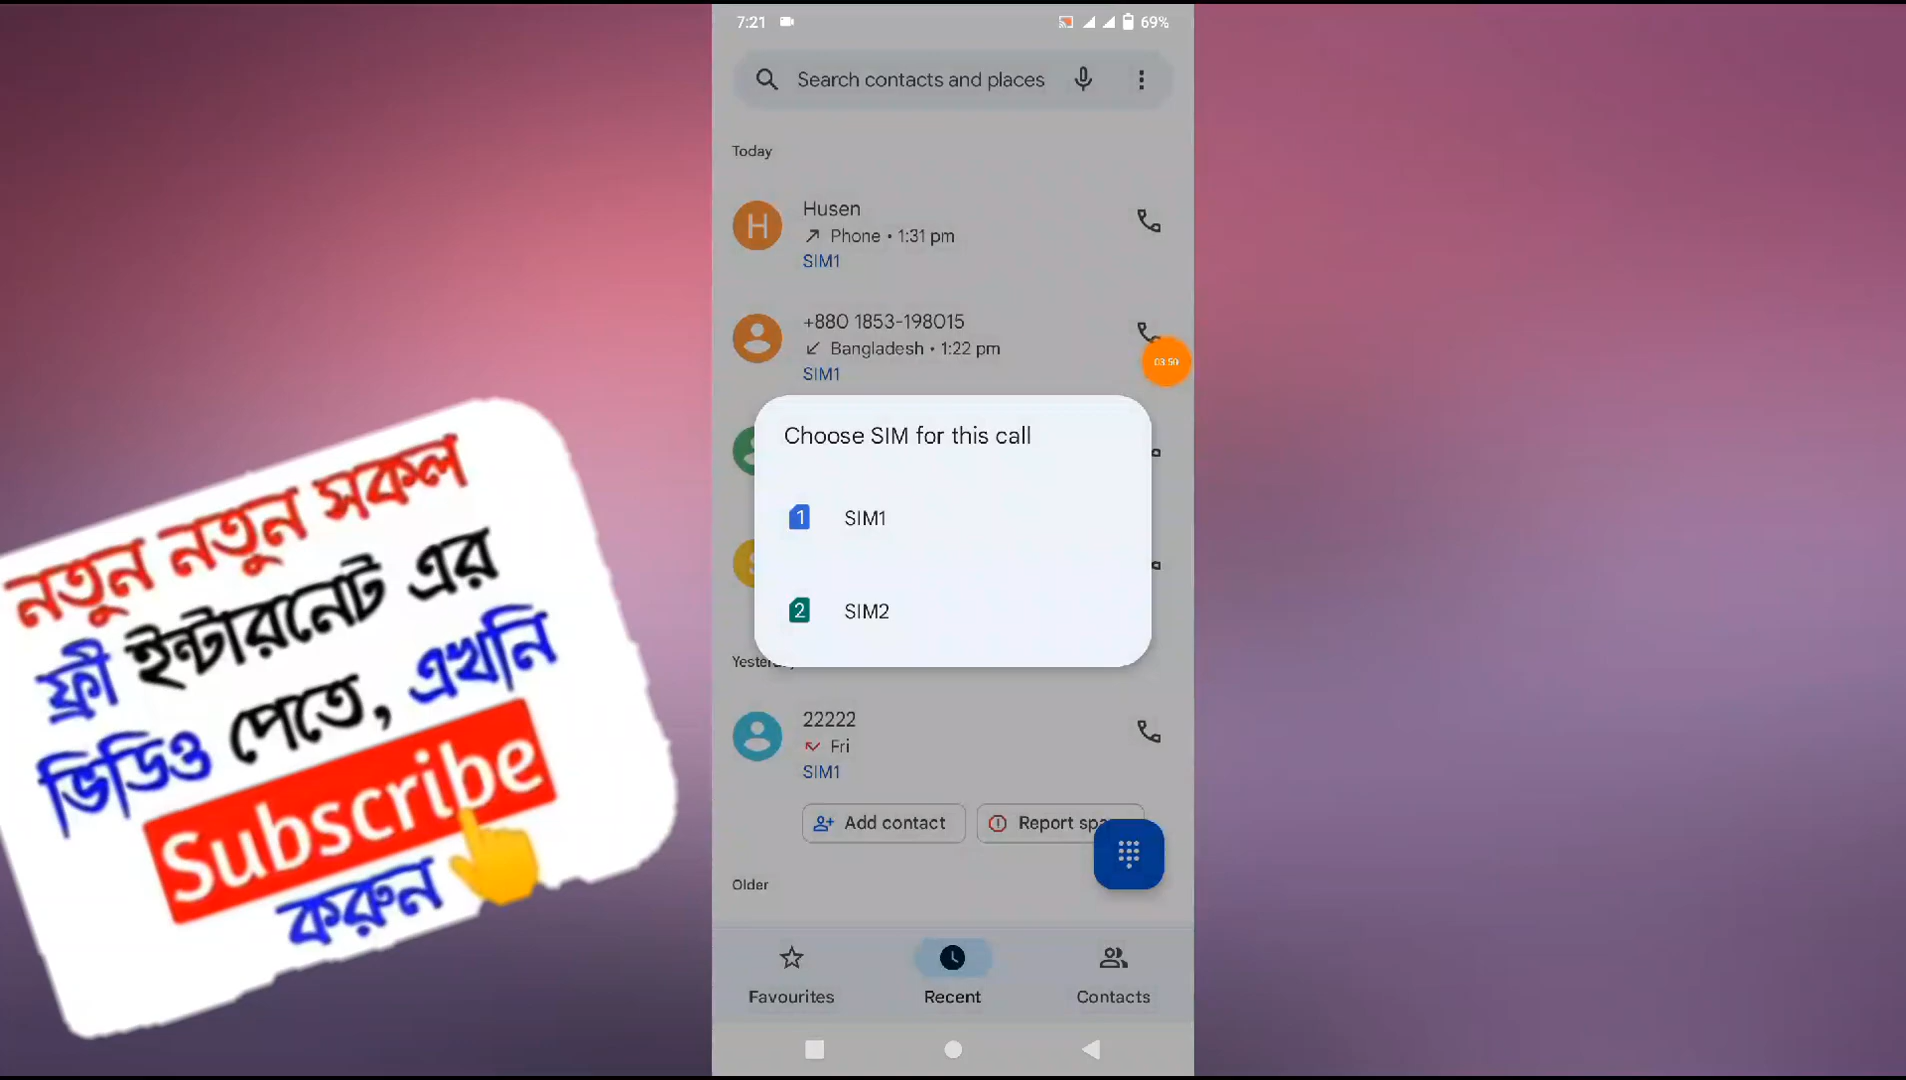 7:21
69%
Search contacts and places
Today
Husen
Phone • 1:31 pm
SIM1
+880 1853-198015
Bangladesh • 1:22 pm
SIM1
03:50
Choose SIM for this call
1 SIM1
2 SIM2
22222
Fri
SIM1
Add contact
Older
Favourites
Recent
Contacts
নতুন নতুন সকল
ফ্রী ইন্টারনেট এর
ভিডিও পেতে, এখনি
Subscribe
করুন
H
Report